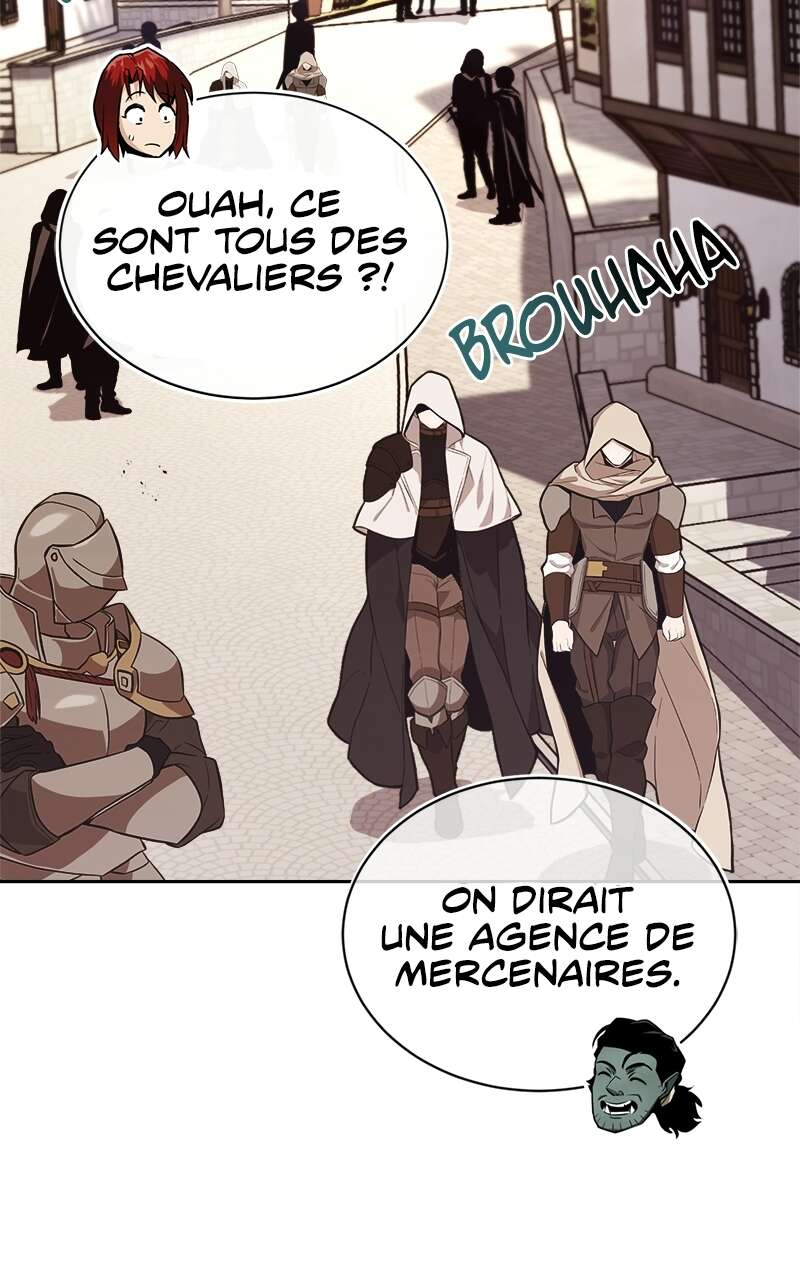 OUAH, CE
SONT TOUS DES
CHEVALIERS ?!
BROUHAHA
ON DIRAIT
UNE AGENCE DE
MERCENAIRES.